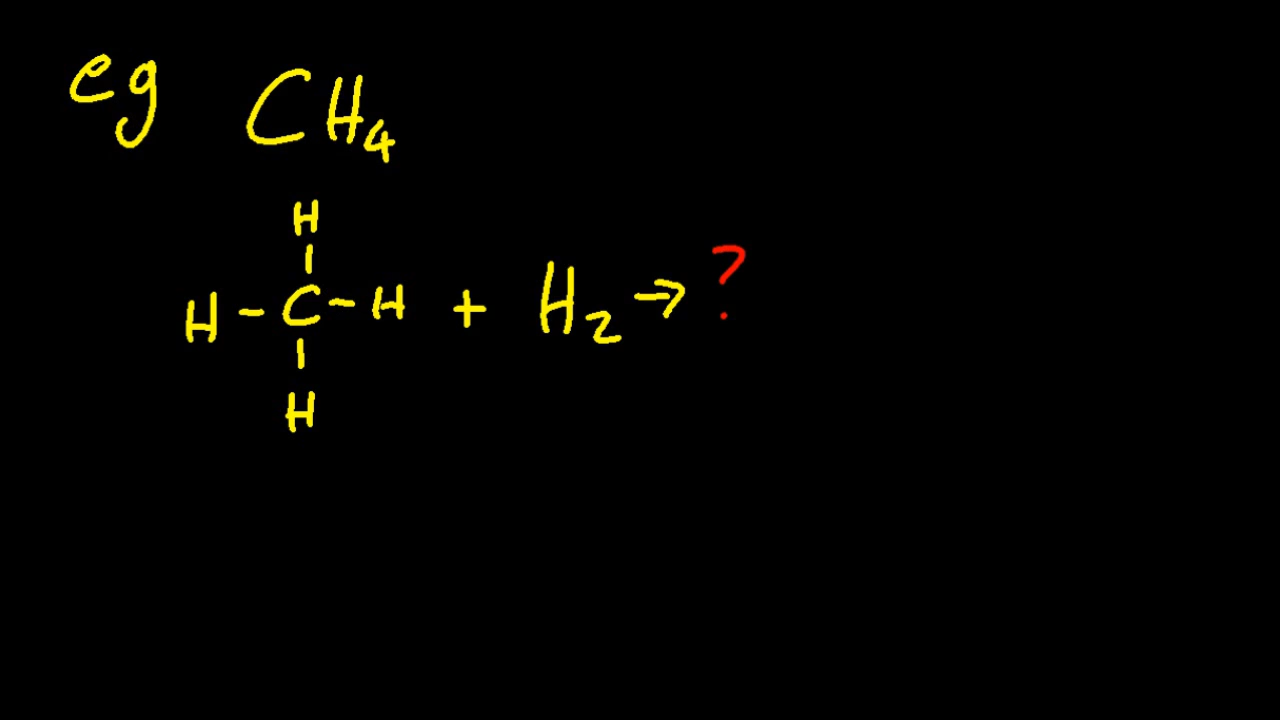 eg CH₄
H
H - C - H + H₂ → ?
H